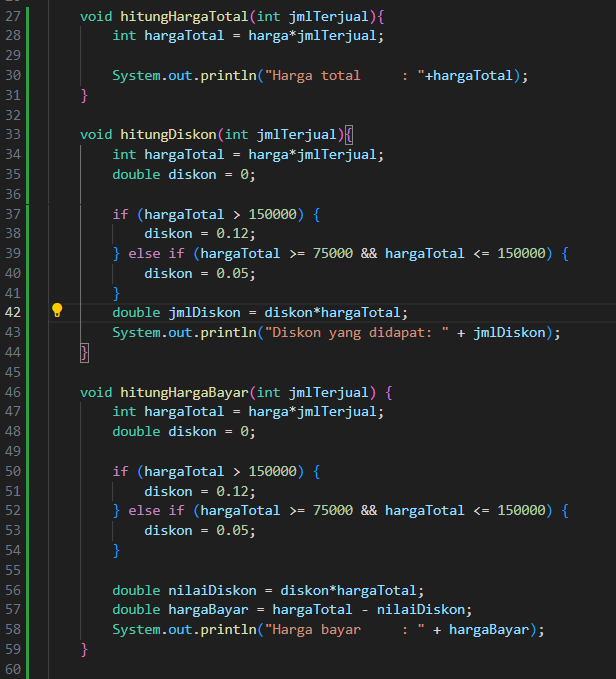 27 void hitungHargaTotal(int jmlTerjual){
28 int hargaTotal = harga*jmlTerjual;
29
30 System.out.println("Harga total     : "+hargaTotal);
31 }
32
33 void hitungDiskon(int jmlTerjual){
34 int hargaTotal = harga*jmlTerjual;
35 double diskon = 0;
36
37 if (hargaTotal > 150000) {
38 diskon = 0.12;
39 } else if (hargaTotal >= 75000 && hargaTotal <= 150000) {
40 diskon = 0.05;
41 }
42 double jmlDiskon = diskon*hargaTotal;
43 System.out.println("Diskon yang didapat: " + jmlDiskon);
44 }
45
46 void hitungHargaBayar(int jmlTerjual) {
47 int hargaTotal = harga*jmlTerjual;
48 double diskon = 0;
49
50 if (hargaTotal > 150000) {
51 diskon = 0.12;
52 } else if (hargaTotal >= 75000 && hargaTotal <= 150000) {
53 diskon = 0.05;
54 }
55
56 double nilaiDiskon = diskon*hargaTotal;
57 double hargaBayar = hargaTotal - nilaiDiskon;
58 System.out.println("Harga bayar     : " + hargaBayar);
59 }
60